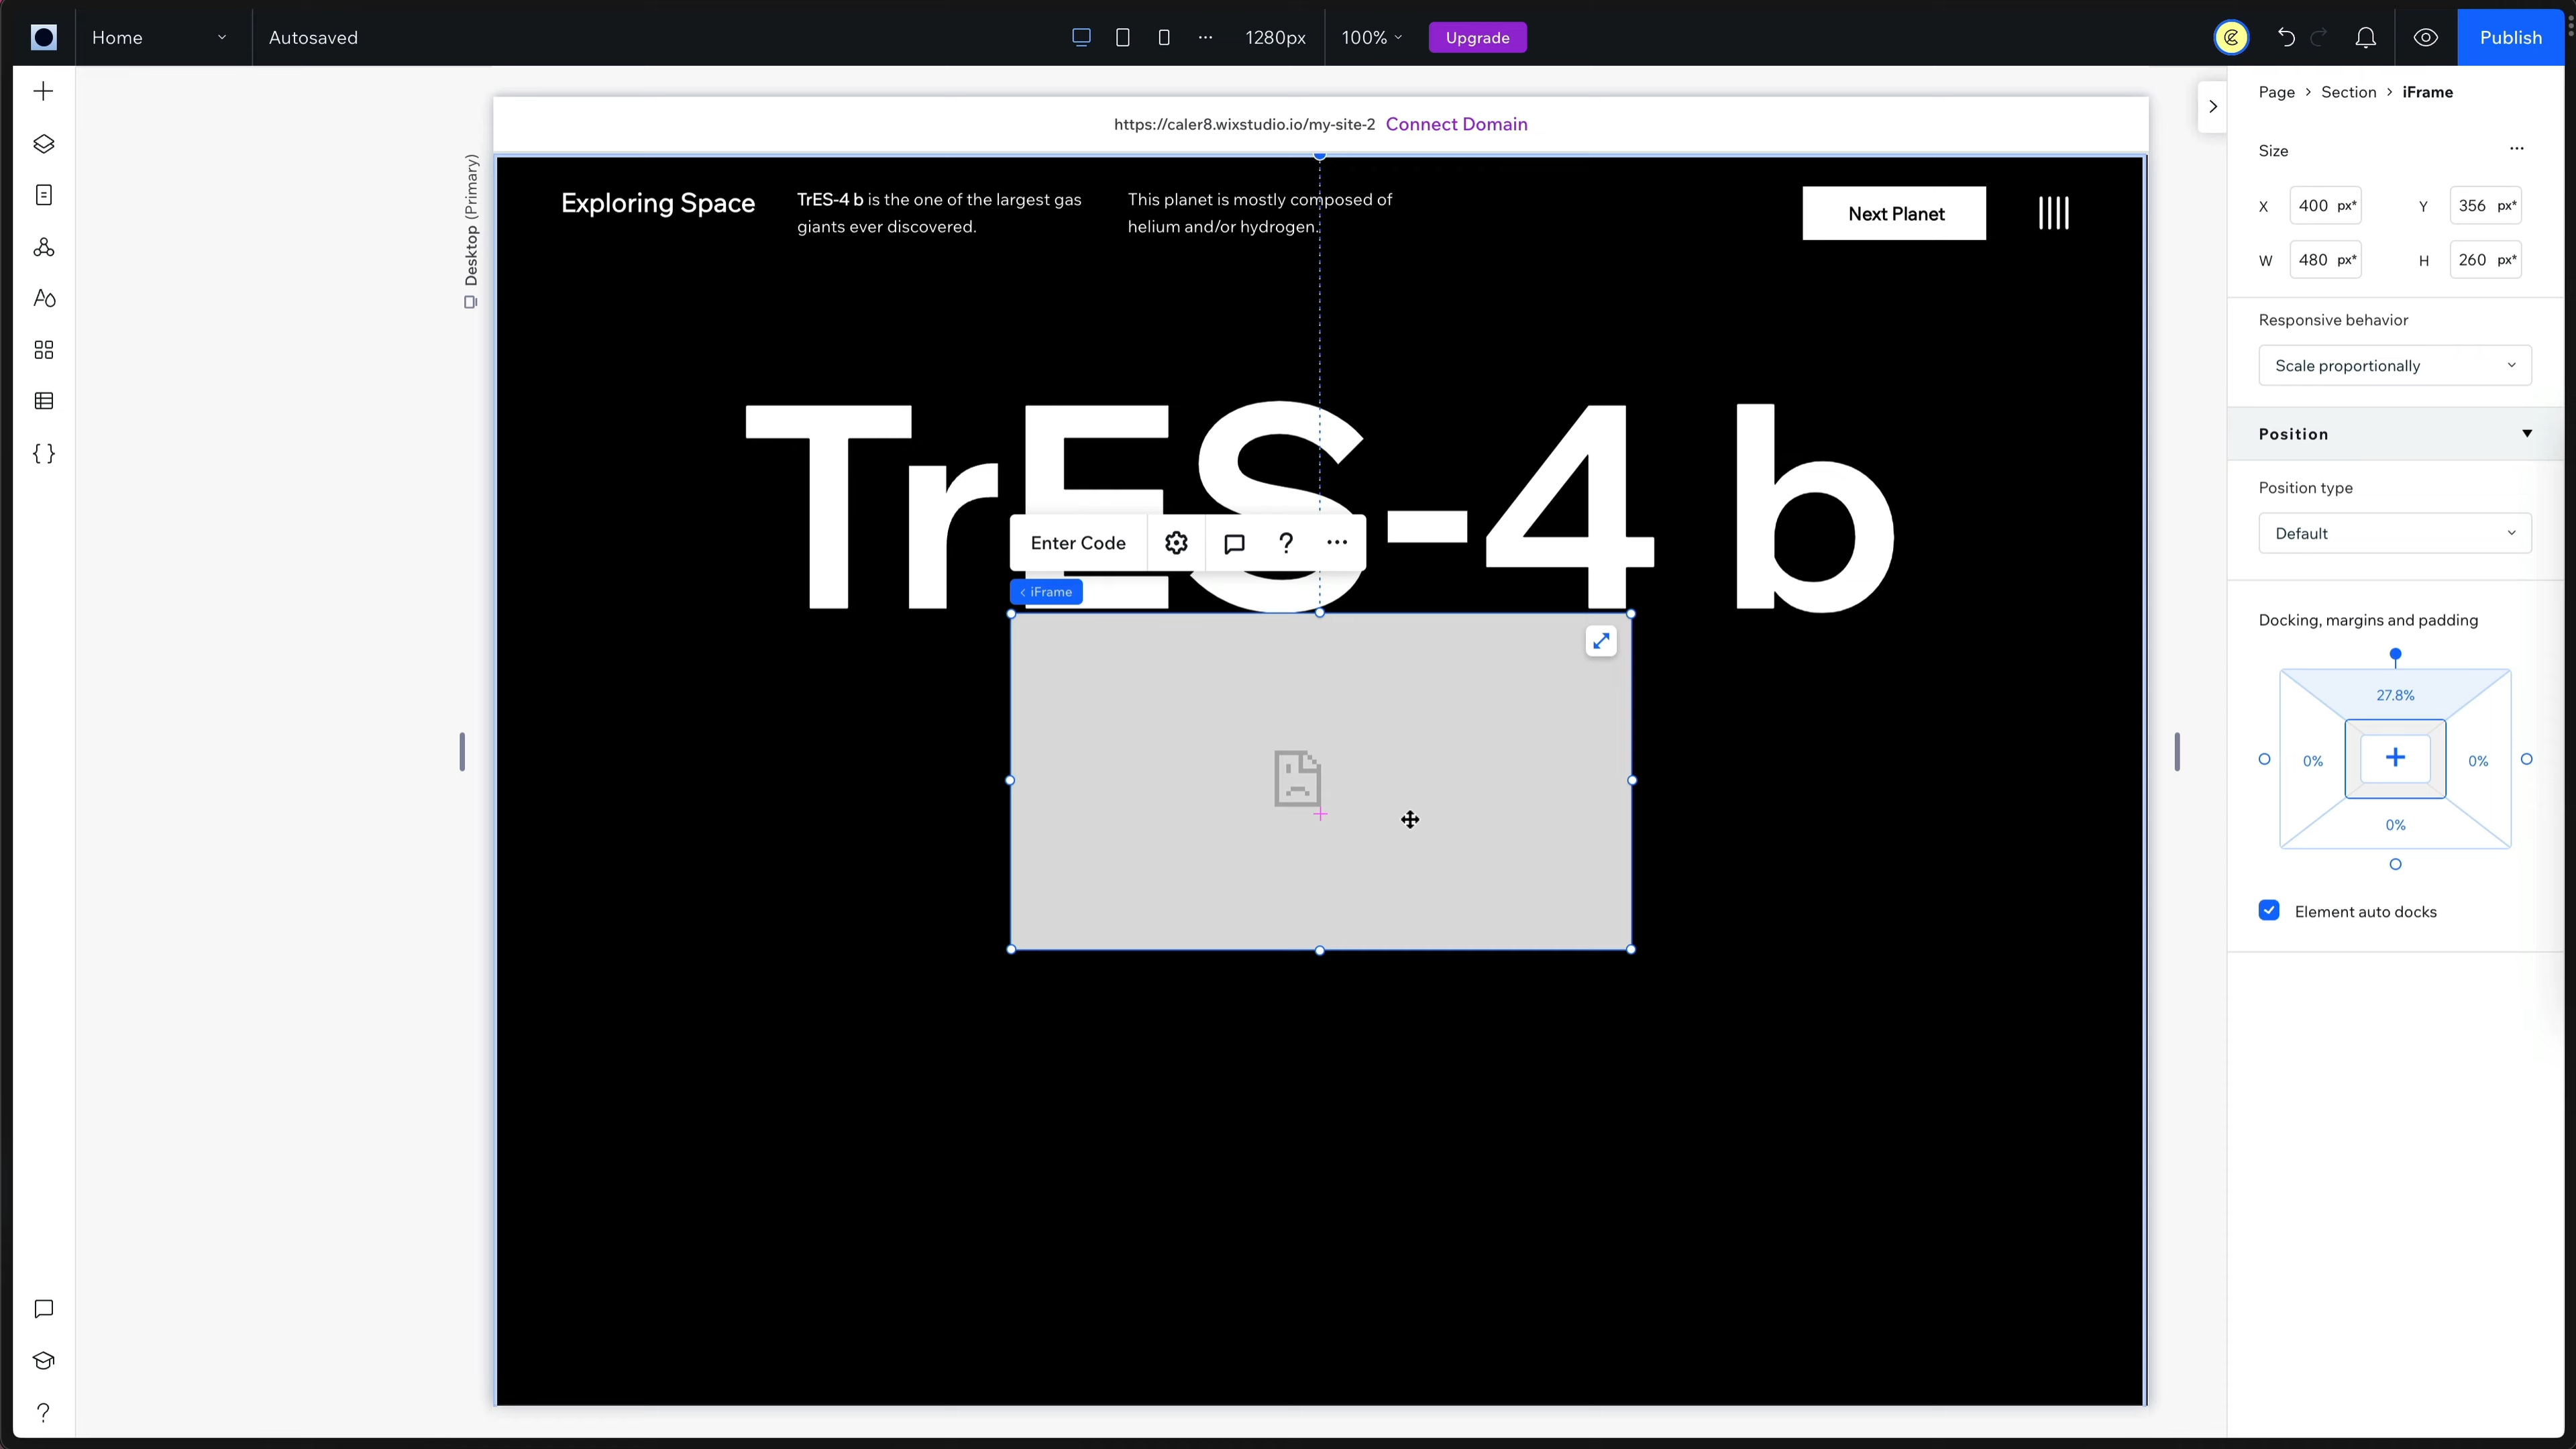 Home
Autosaved
1280px
100%
Upgrade
Publish
https://caler8.wixstudio.io/my-site-2 Connect Domain
Desktop (Primary)
Exploring Space
TrES-4 b is the one of the largest gas
giants ever discovered.
This planet is mostly composed of
helium and/or hydrogen.
Next Planet
TrES-4 b
Enter Code
?
< iFrame
Page > Section > iFrame
Size
X 400 px* Y 356 px*
W 480 px* H 260 px*
Responsive behavior
Scale proportionally
Position
Position type
Default
Docking, margins and padding
27.8%
0% + 0%
0%
Element auto docks